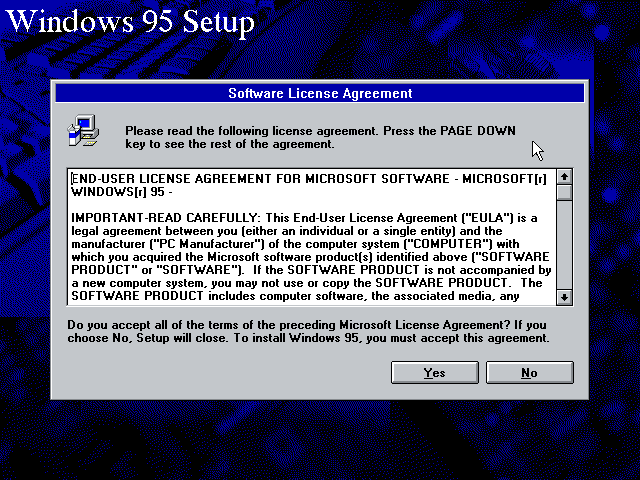 Windows 95 Setup
Software License Agreement
Please read the following license agreement. Press the PAGE DOWN
key to see the rest of the agreement.
END-USER LICENSE AGREEMENT FOR MICROSOFT SOFTWARE - MICROSOFT[r]
WINDOWS[r] 95 -
IMPORTANT-READ CAREFULLY: This End-User License Agreement ("EULA") is a
legal agreement between you (either an individual or a single entity) and the
manufacturer ("PC Manufacturer") of the computer system ("COMPUTER") with
which you acquired the Microsoft software product(s) identified above ("SOFTWARE
PRODUCT" or "SOFTWARE").  If the SOFTWARE PRODUCT is not accompanied by
a new computer system, you may not use or copy the SOFTWARE PRODUCT.  The
SOFTWARE PRODUCT includes computer software, the associated media, any
Do you accept all of the terms of the preceding Microsoft License Agreement? If you
choose No, Setup will close. To install Windows 95, you must accept this agreement.
Yes
No